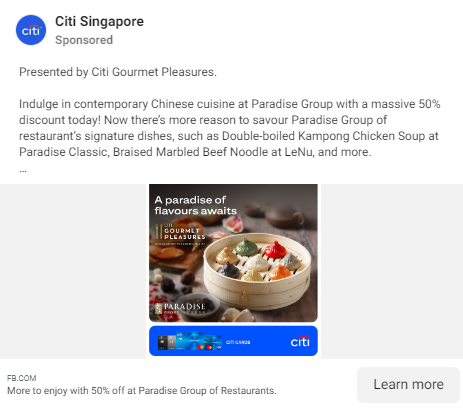 citi
Citi Singapore
Sponsored
Presented by Citi Gourmet Pleasures.
Indulge in contemporary Chinese cuisine at Paradise Group with a massive 50%
discount today! Now there's more reason to savour Paradise Group of
restaurant's signature dishes, such as Double-boiled Kampong Chicken Soup at
Paradise Classic, Braised Marbled Beef Noodle at LeNu, and more.
...
A paradise of
flavours awaits
GOURMET
PLEASURES
PARADISE
CITI CARDS
citi
FB.COM
More to enjoy with 50% off at Paradise Group of Restaurants.
Learn more